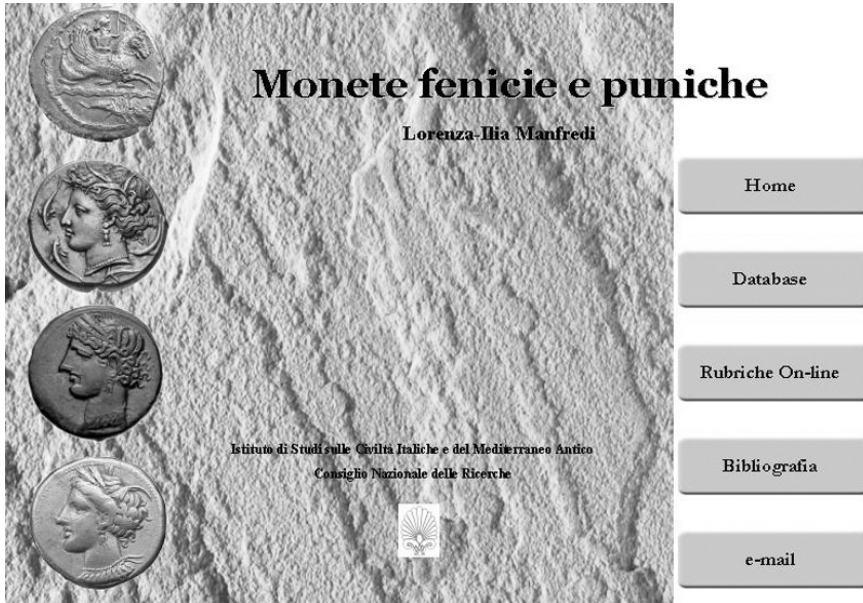 Monete fenicie e puniche
Lorenza-Ilia Manfredi
Home
Database
Rubriche On-line
Bibliografia
e-mail
Istituto di Studi sulle Civiltà Italiche e del Mediterraneo Antico
Consiglio Nazionale delle Ricerche